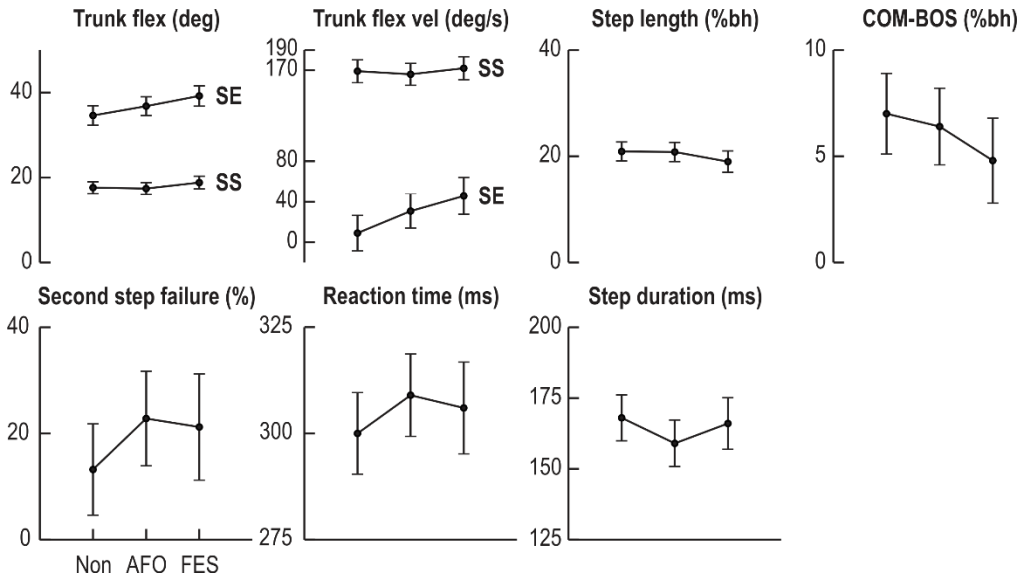 Trunk flex (deg)
40
20
0
SE
SS
Trunk flex vel (deg/s)
190
170
80
40
0
SS
SE
Step length (%bh)
40
20
0
COM-BOS (%bh)
10
5
0
Second step failure (%)
40
20
0
Non AFO FES
Reaction time (ms)
325
300
275
Step duration (ms)
200
175
150
125